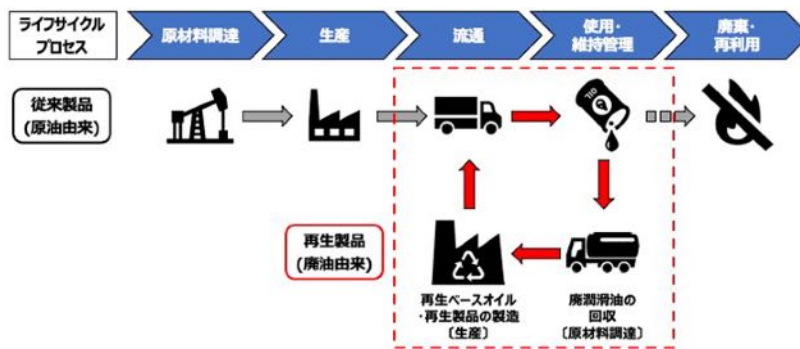 ライフサイクル
プロセス
原材料調達
生産
流通
使用・
維持管理
廃棄・
再利用
従来製品
(原油由来)
OIL
再生製品
(廃油由来)
再生ベースオイル
・再生製品の製造
〔生産〕
廃潤滑油の
回収
〔原材料調達〕